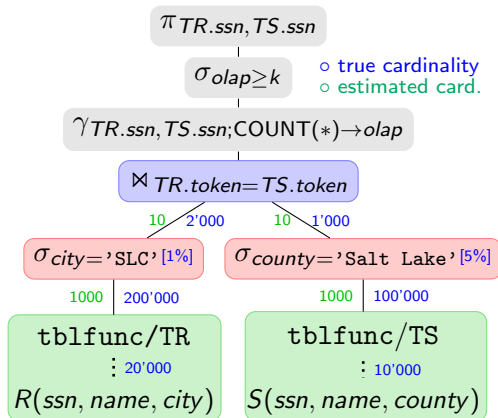 π TR.ssn,TS.ssn
σ olap≥k
○ true cardinality
○ estimated card.
γ TR.ssn,TS.ssn;COUNT(*)→olap
⋈ TR.token=TS.token
10 2'000 10 1'000
σ city='SLC' [1%] σ county='Salt Lake' [5%]
1000 200'000 1000 100'000
tblfunc/TR tblfunc/TS
⋮ 20'000 ⋮ 10'000
R(ssn, name, city) S(ssn, name, county)